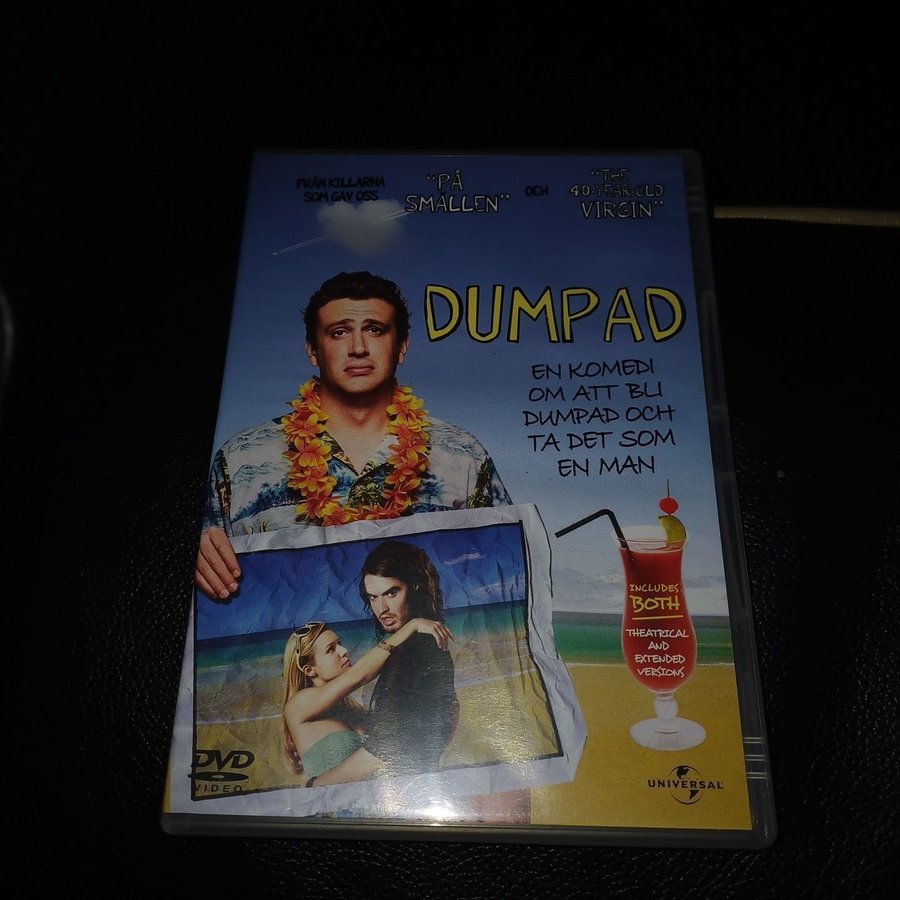 FRÅN KILLARNA
SOM GAV OSS
"PÅ
SMÄLLEN"
OCH
"THE
40-YEAR-OLD
VIRGIN"
DUMPAD
EN KOMEDI
OM ATT BLI
DUMPAD OCH
TA DET SOM
EN MAN
INCLUDES
BOTH
THEATRICAL
AND
EXTENDED
VERSIONS
DVD
VIDEO
UNIVERSAL